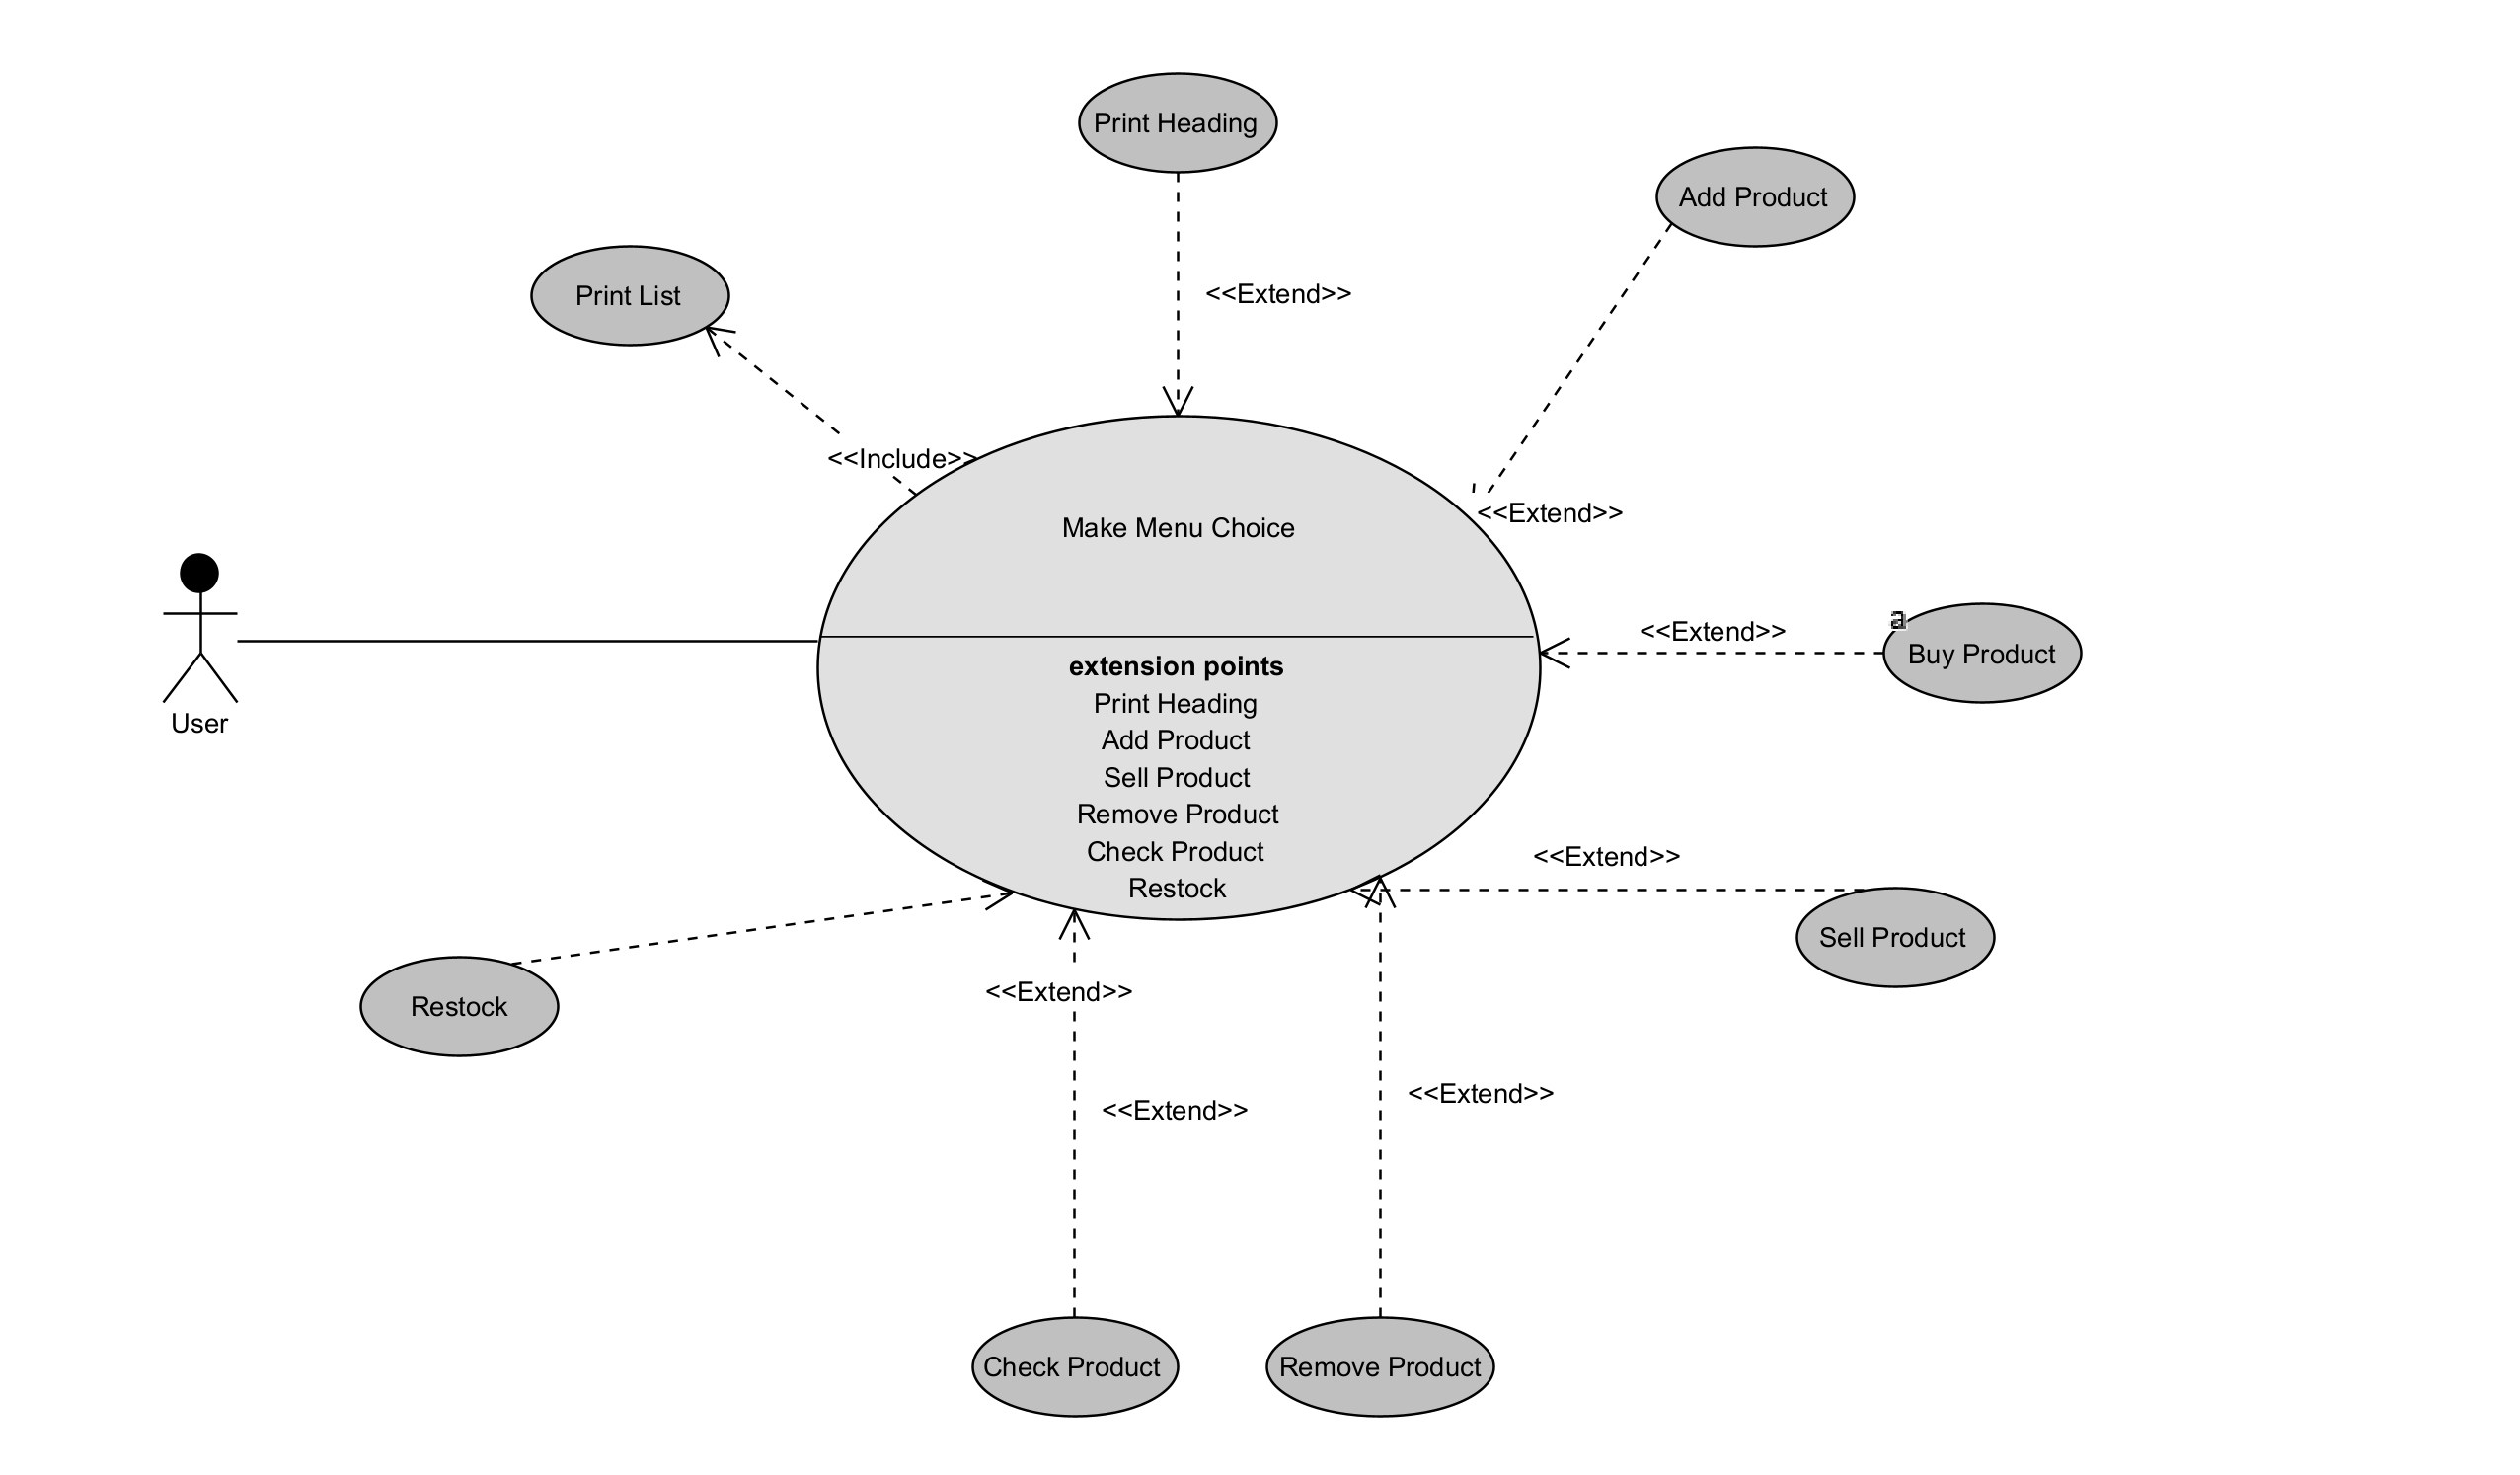 Print Heading
Add Product
Print List
<<Extend>>
<<Include>>
<<Extend>>
Make Menu Choice
a
<<Extend>>
Buy Product
extension points
Print Heading
Add Product
Sell Product
Remove Product
Check Product
Restock
User
<<Extend>>
Sell Product
Restock
<<Extend>>
<<Extend>>
<<Extend>>
Check Product
Remove Product